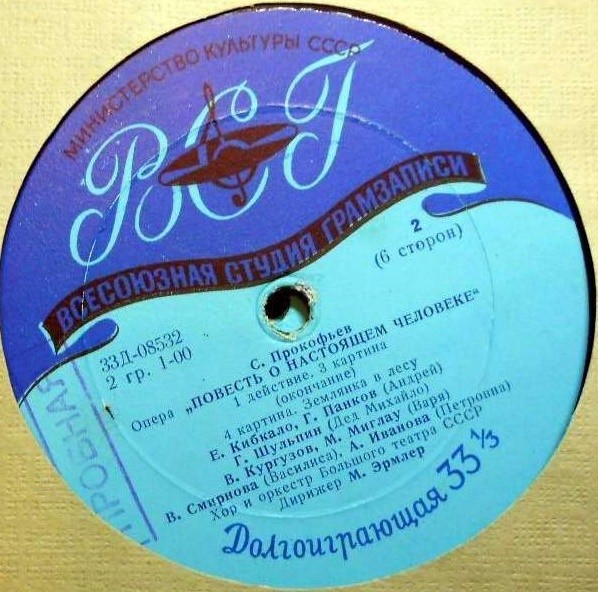 МИНИСТЕРСТВО КУЛЬТУРЫ СССР
ВСГ
ВСЕСОЮЗНАЯ СТУДИЯ ГРАМЗАПИСИ
2
(6 сторон)
33Д-08532
2 гр. 1-00
С. Прокофьев
Опера „ПОВЕСТЬ О НАСТОЯЩЕМ ЧЕЛОВЕКЕ“
1 действие. 3 картина
(окончание)
4 картина. Землянка в лесу
Е. Кибкало, Г. Панков (Андрей)
Г. Шульпин (Дед Михайло)
В. Кургузов, М. Миглау (Варя)
В. Смирнова (Василиса), А. Иванова (Петровна)
Хор и оркестр Большого театра СССР
Дирижер М. Эрмлер
Долгоиграющая 33⅓
ПРОБНАЯ